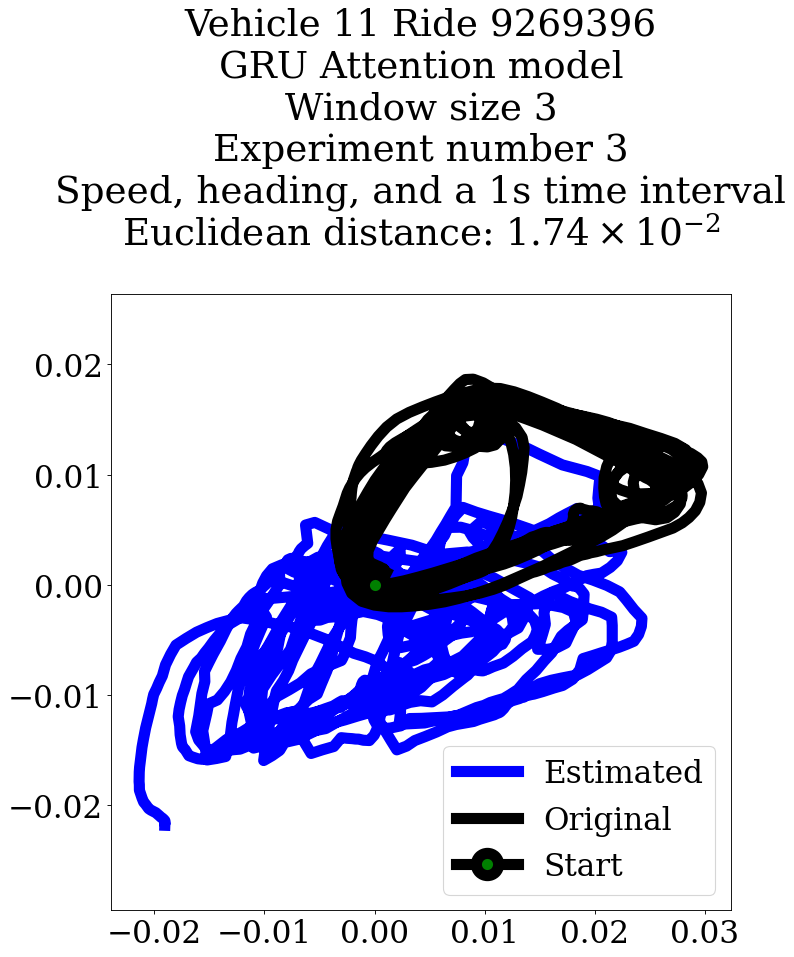 Vehicle 11 Ride 9269396
GRU Attention model
Window size 3
Experiment number 3
Speed, heading, and a 1s time interval
Euclidean distance: 1.74 × 10⁻²
0.02
0.01
0.00
−0.01
−0.02
Estimated
Original
Start
−0.02 −0.01 0.00 0.01 0.02 0.03